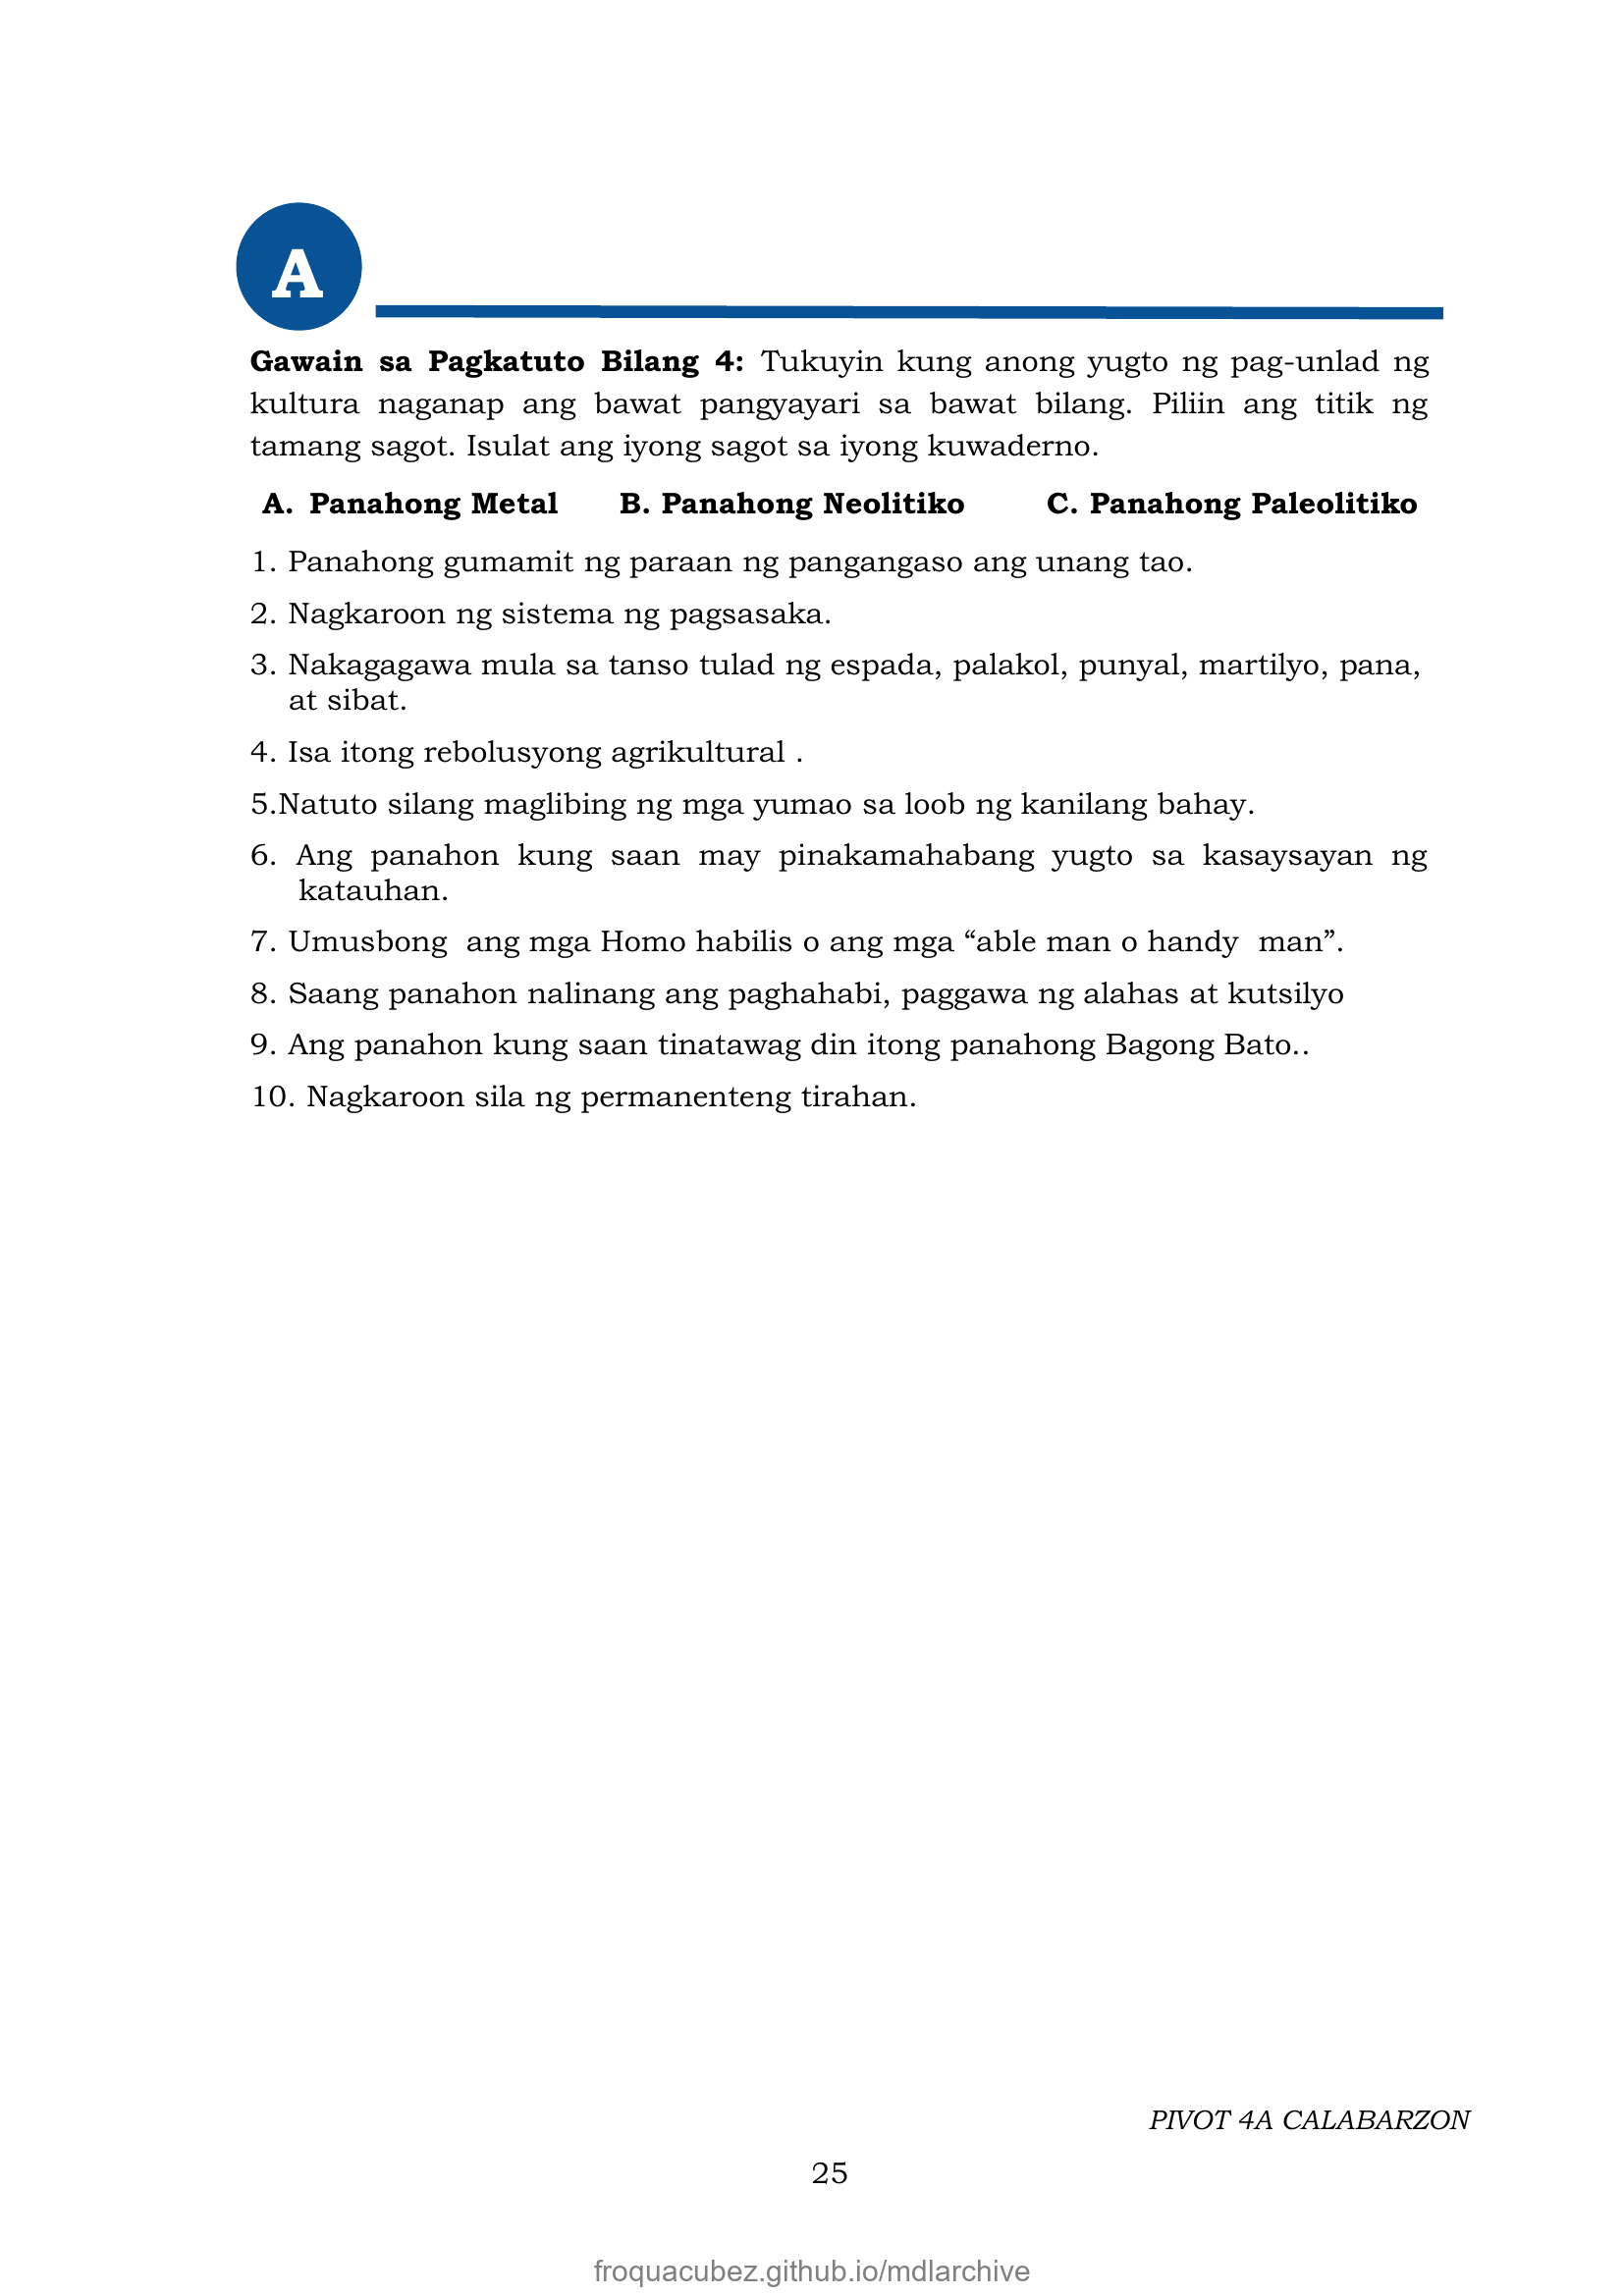 A
Gawain sa Pagkatuto Bilang 4: Tukuyin kung anong yugto ng pag-unlad ng
kultura naganap ang bawat pangyayari sa bawat bilang. Piliin ang titik ng
tamang sagot. Isulat ang iyong sagot sa iyong kuwaderno.
A. Panahong Metal B. Panahong Neolitiko C. Panahong Paleolitiko
1. Panahong gumamit ng paraan ng pangangaso ang unang tao.
2. Nagkaroon ng sistema ng pagsasaka.
3. Nakagagawa mula sa tanso tulad ng espada, palakol, punyal, martilyo, pana,
at sibat.
4. Isa itong rebolusyong agrikultural .
5.Natuto silang maglibing ng mga yumao sa loob ng kanilang bahay.
6. Ang panahon kung saan may pinakamahabang yugto sa kasaysayan ng
katauhan.
7. Umusbong ang mga Homo habilis o ang mga “able man o handy man”.
8. Saang panahon nalinang ang paghahabi, paggawa ng alahas at kutsilyo
9. Ang panahon kung saan tinatawag din itong panahong Bagong Bato..
10. Nagkaroon sila ng permanenteng tirahan.
PIVOT 4A CALABARZON
25
froquacubez.github.io/mdlarchive